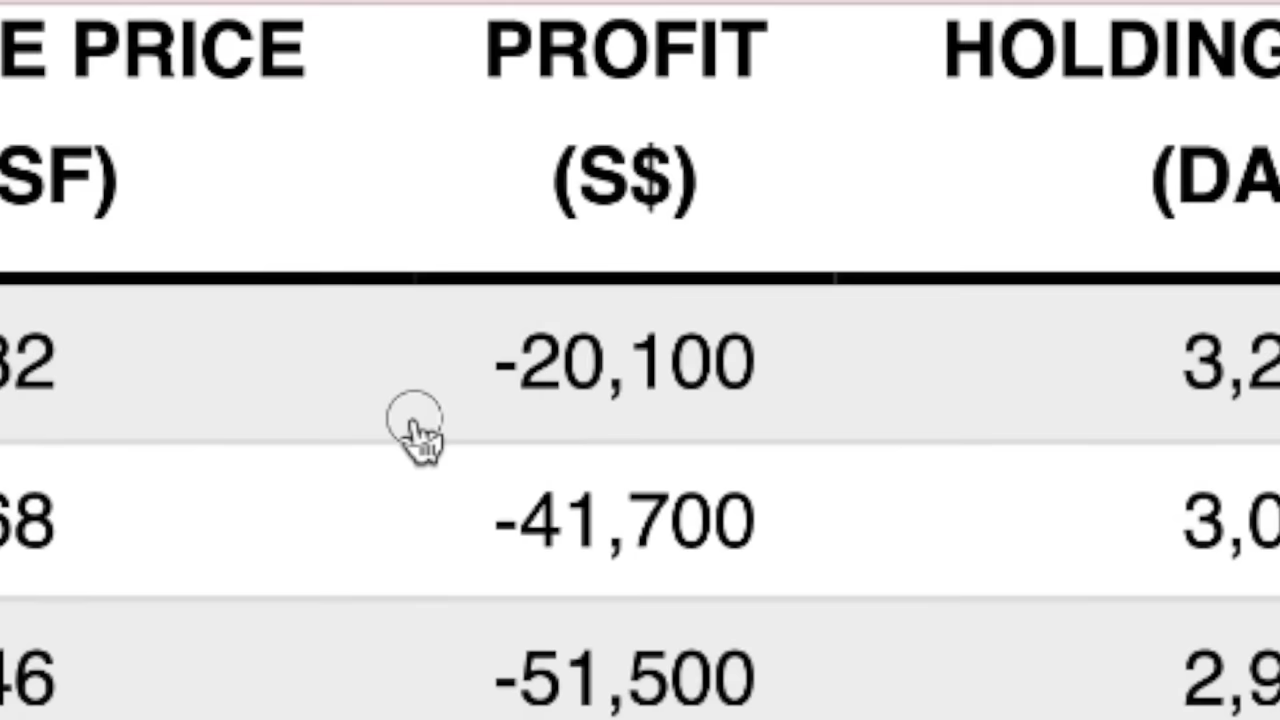 E PRICE PROFIT HOLDING
SF) (S$) (DA
32 -20,100 3,2
68 -41,700 3,0
46 -51,500 2,9